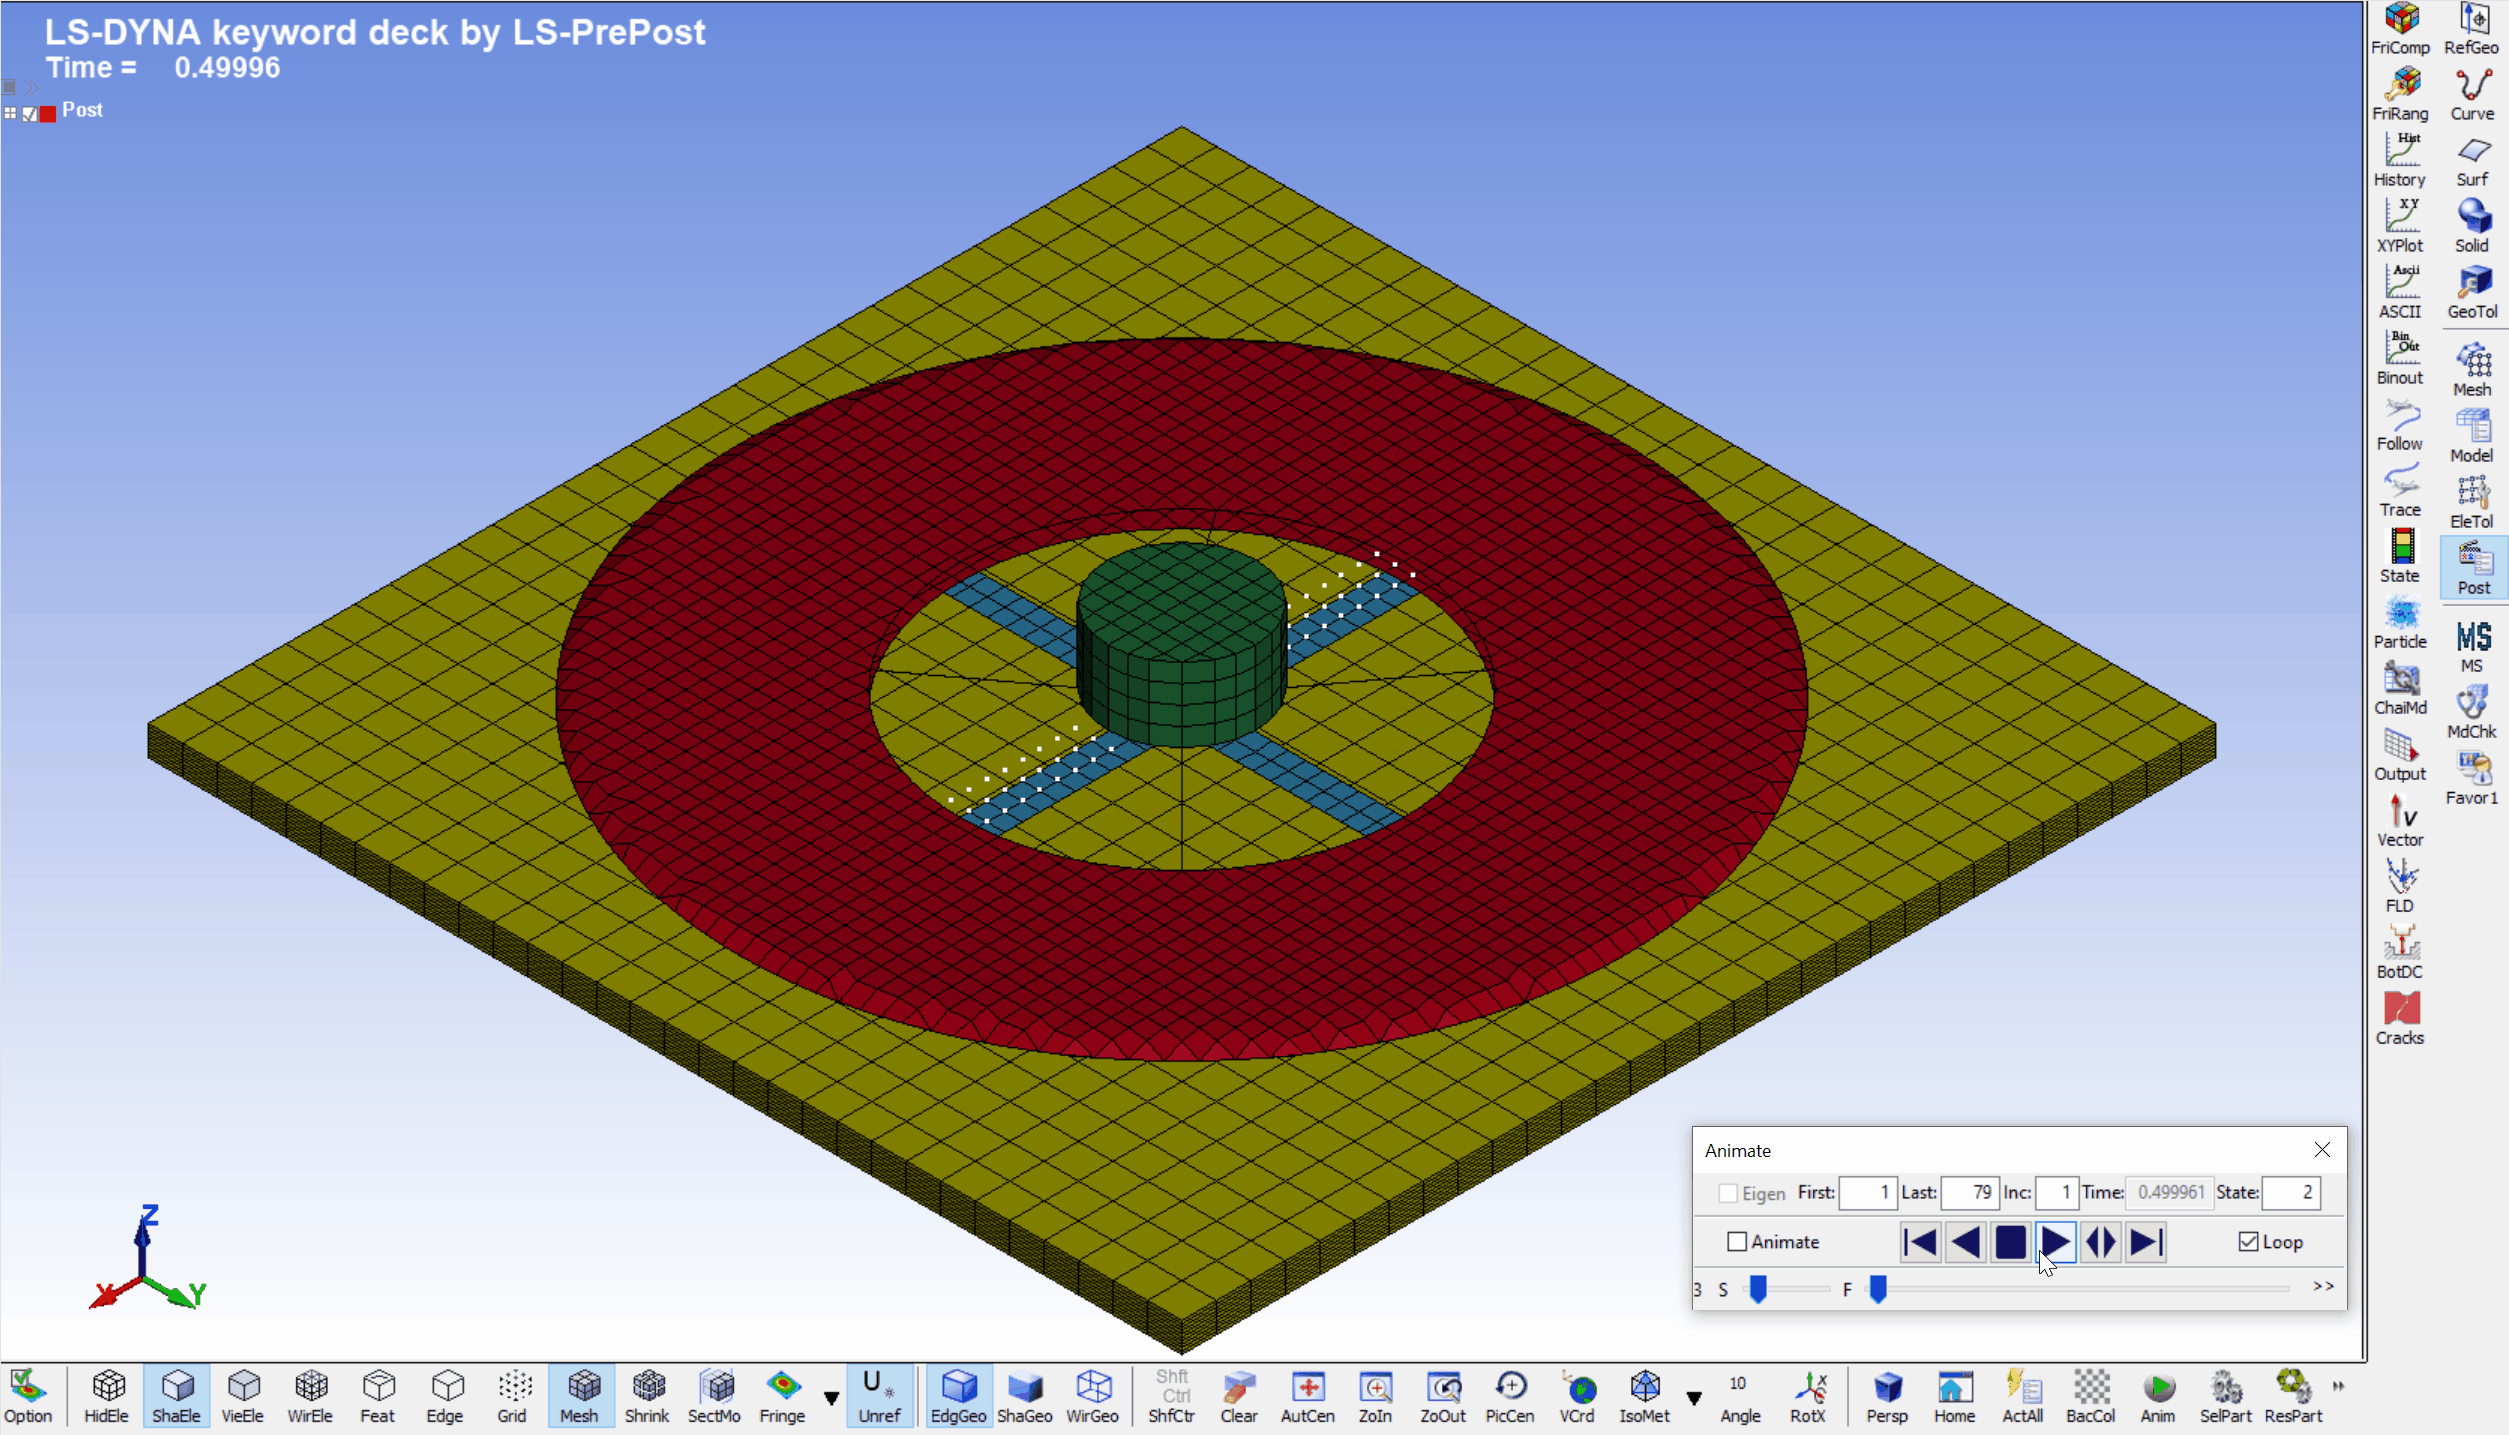 LS-DYNA keyword deck by LS-PrePost
Time = 0.49996
Post
Z
X
Y
Animate
Eigen First: 1 Last: 79 Inc: 1 Time: 0.499961 State: 2
Animate Loop
3 S F >>
FriComp RefGeo
FriRang Curve
Hist
History Surf
XY
XYPlot Solid
Ascii
ASCII GeoTol
Bin Out
Binout Mesh
Follow Model
Trace EleTol
State Post
Particle MS
MS
ChaiMd MdChk
Output Favor1
V
Vector
FLD
BotDC
Cracks
Option HidEle ShaEle VieEle WirEle Feat Edge Grid Mesh Shrink SectMo Fringe
U
Unref EdgGeo ShaGeo WirGeo
Shft
Ctrl
ShfCtr Clear AutCen ZoIn ZoOut PicCen VCrd IsoMet
10
Angle RotX Persp Home ActAll BacCol Anim SelPart ResPart